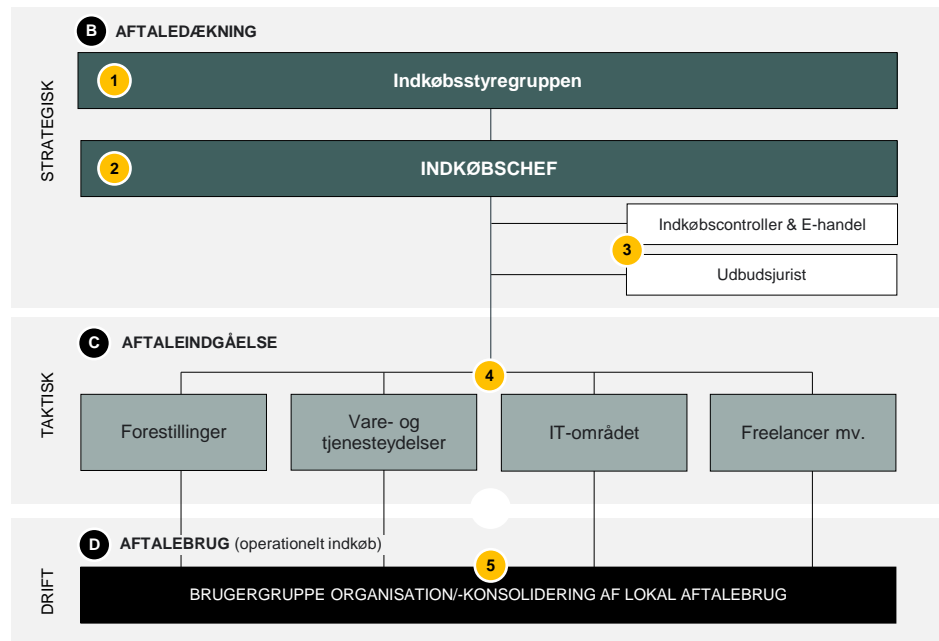 B AFTALEDÆKNING
STRATEGISK
1 Indkøbsstyregruppen
2 INDKØBSCHEF
Indkøbscontroller & E-handel
3
Udbudsjurist
C AFTALEINDGÅELSE
TAKTISK
4
Forestillinger
Vare- og
tjenesteydelser
IT-området
Freelancer mv.
D AFTALEBRUG (operationelt indkøb)
DRIFT
5
BRUGERGRUPPE ORGANISATION/-KONSOLIDERING AF LOKAL AFTALEBRUG